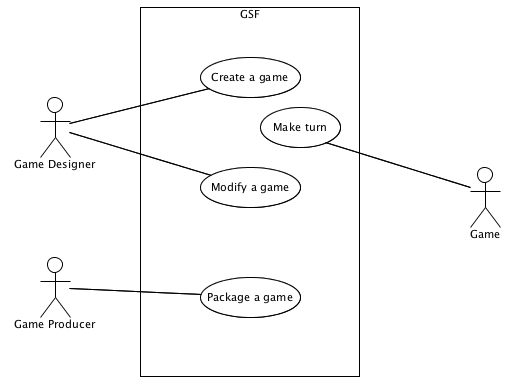 GSF
Create a game
Make turn
Game Designer
Modify a game
Game
Package a game
Game Producer